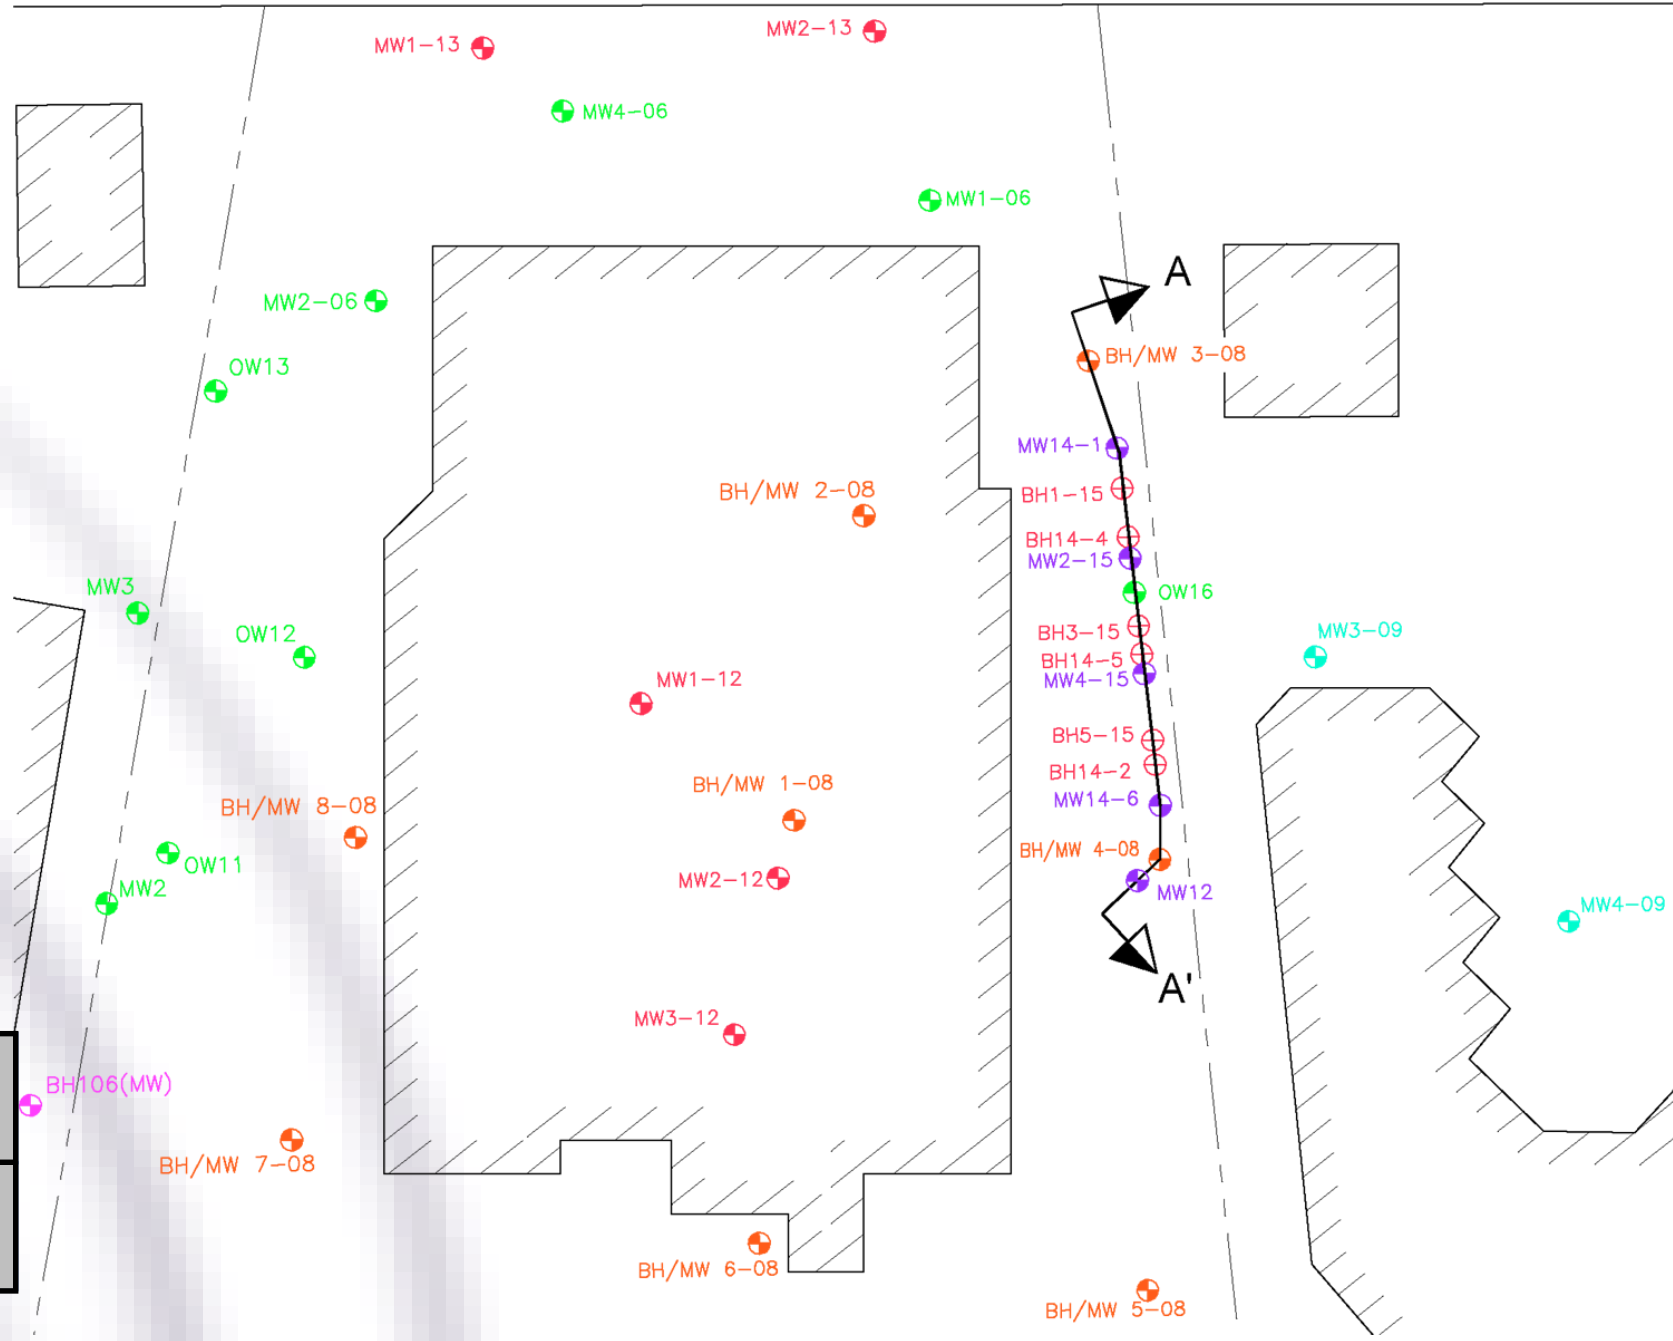 MW2-13
MW1-13
MW4-06
MW1-06
A
MW2-06
BH/MW 3-08
OW13
MW14-1
BH/MW 2-08
BH1-15
BH14-4
MW2-15
MW3
OW16
OW12
BH3-15
MW3-09
BH14-5
MW1-12
MW4-15
BH5-15
BH14-2
BH/MW 1-08
MW14-6
BH/MW 8-08
BH/MW 4-08
OW11
MW2-12
MW2
MW12
MW4-09
A'
MW3-12
BH106(MW)
BH/MW 7-08
BH/MW 6-08
BH/MW 5-08